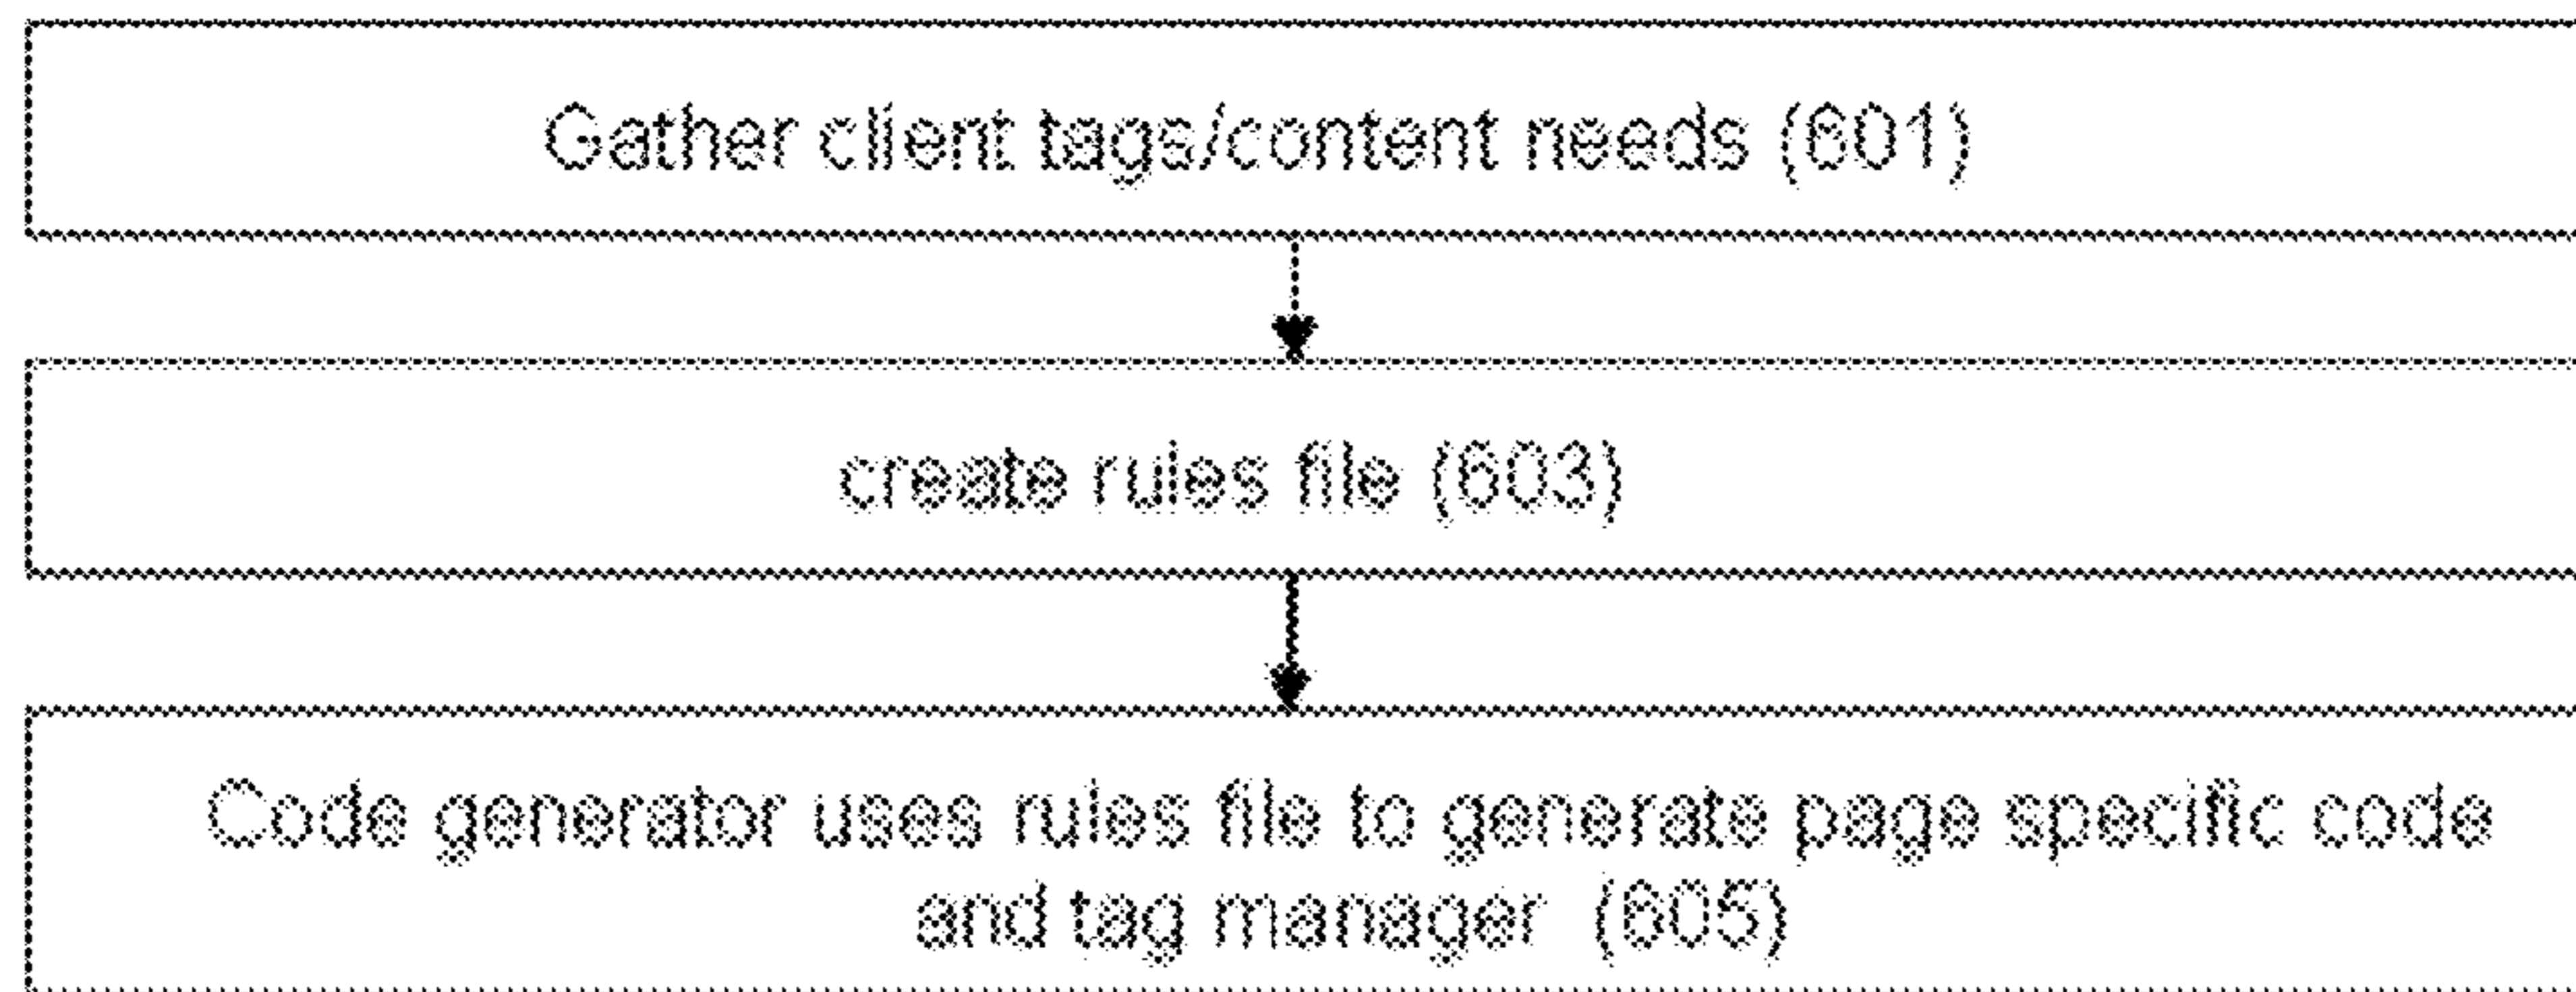 Gather client tags/content needs (601)
create rules file (603)
Code generator uses rules file to generate page specific code
and tag manager (605)